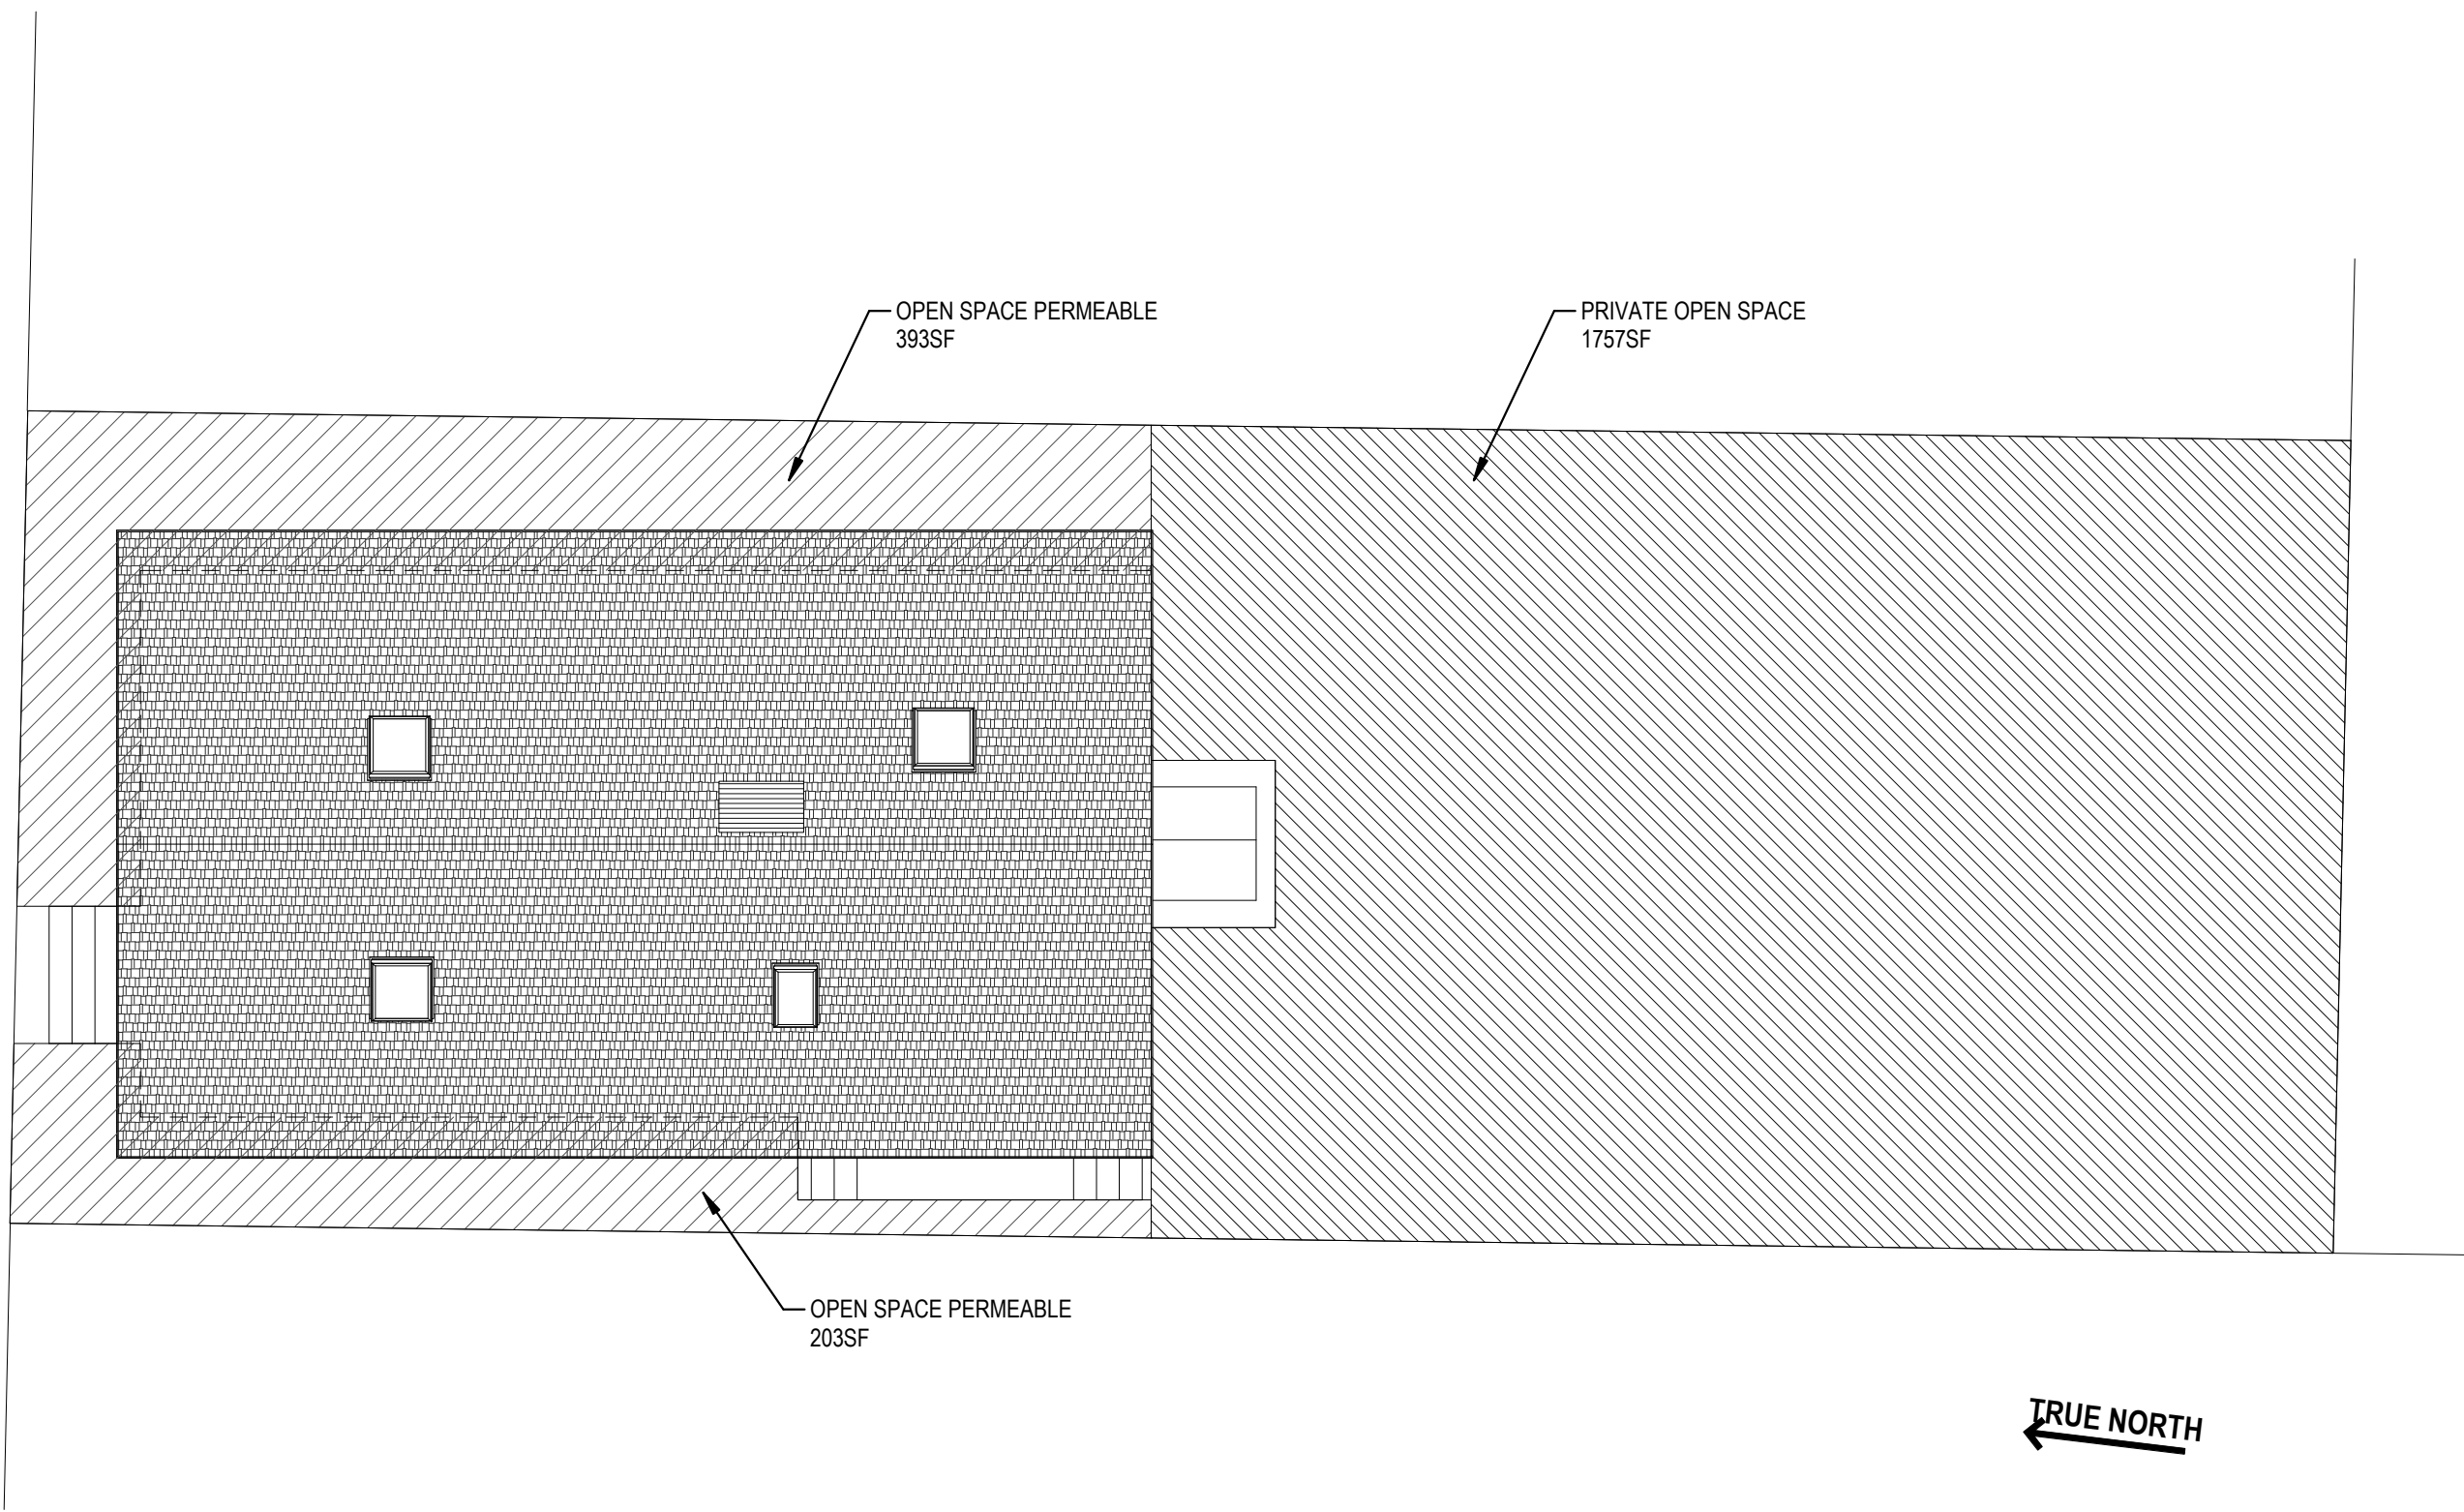 OPEN SPACE PERMEABLE
393SF
PRIVATE OPEN SPACE
1757SF
OPEN SPACE PERMEABLE
203SF
TRUE NORTH